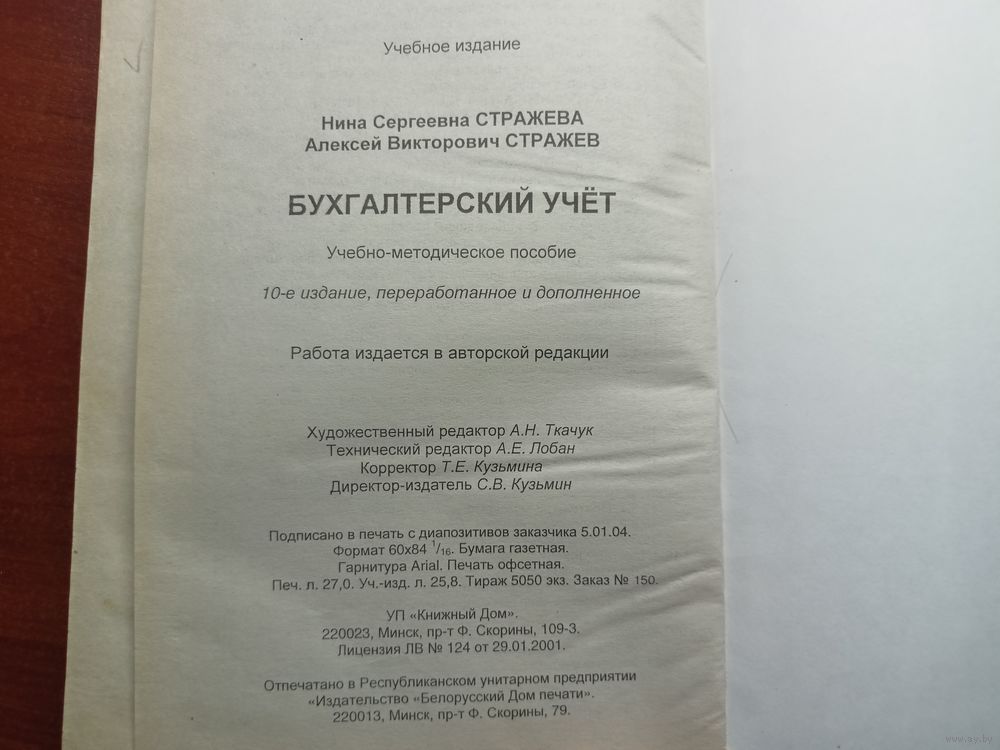 Учебное издание
Нина Сергеевна СТРАЖЕВА
Алексей Викторович СТРАЖЕВ
БУХГАЛТЕРСКИЙ УЧЁТ
Учебно-методическое пособие
10-е издание, переработанное и дополненное
Работа издается в авторской редакции
Художественный редактор А.Н. Ткачук
Технический редактор А.Е. Лобан
Корректор Т.Е. Кузьмина
Директор-издатель С.В. Кузьмин
Подписано в печать с диапозитивов заказчика 5.01.04.
Формат 60x84 1/16. Бумага газетная.
Гарнитура Arial. Печать офсетная.
Печ. л. 27,0. Уч.-изд. л. 25,8. Тираж 5050 экз. Заказ № 150.
УП «Книжный Дом».
220023, Минск, пр-т Ф. Скорины, 109-3.
Лицензия ЛВ № 124 от 29.01.2001.
Отпечатано в Республиканском унитарном предприятии
«Издательство «Белорусский Дом печати».
220013, Минск, пр-т Ф. Скорины, 79.
www.ay.by